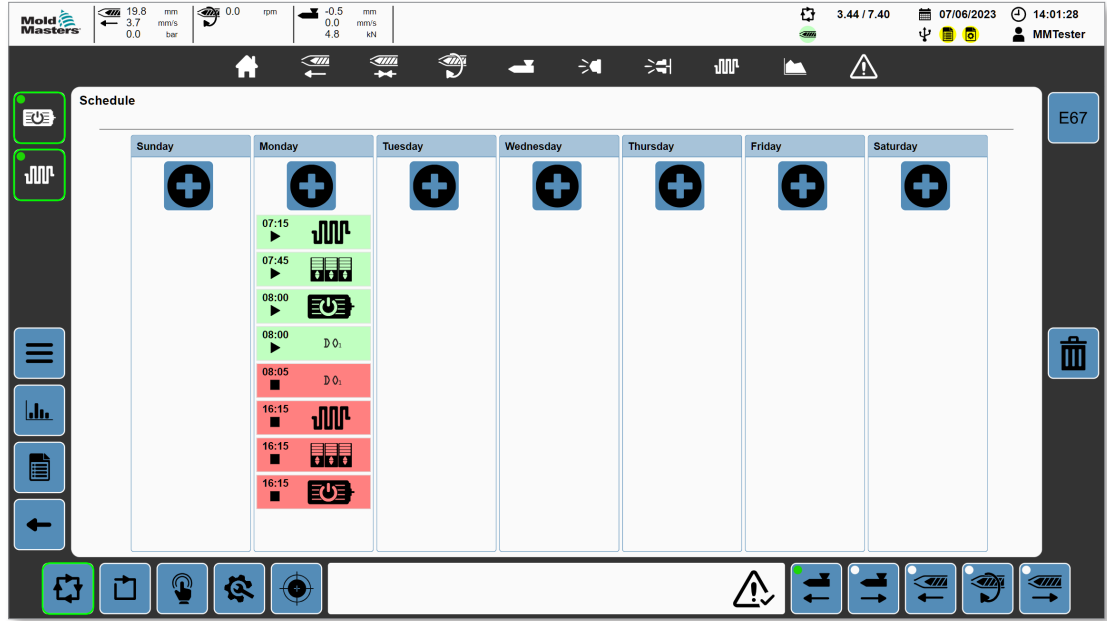 Mold
Masters
19.8 mm
3.7 mm/s
0.0 bar
0.0 rpm
-0.5 mm
0.0 mm/s
4.8 kN
3.44 / 7.40
07/06/2023
14:01:28
MMTester
Schedule
E67
Sunday Monday Tuesday Wednesday Thursday Friday Saturday
07:15
07:45
08:00
08:00
DO1
08:05
DO1
16:15
16:15
16:15